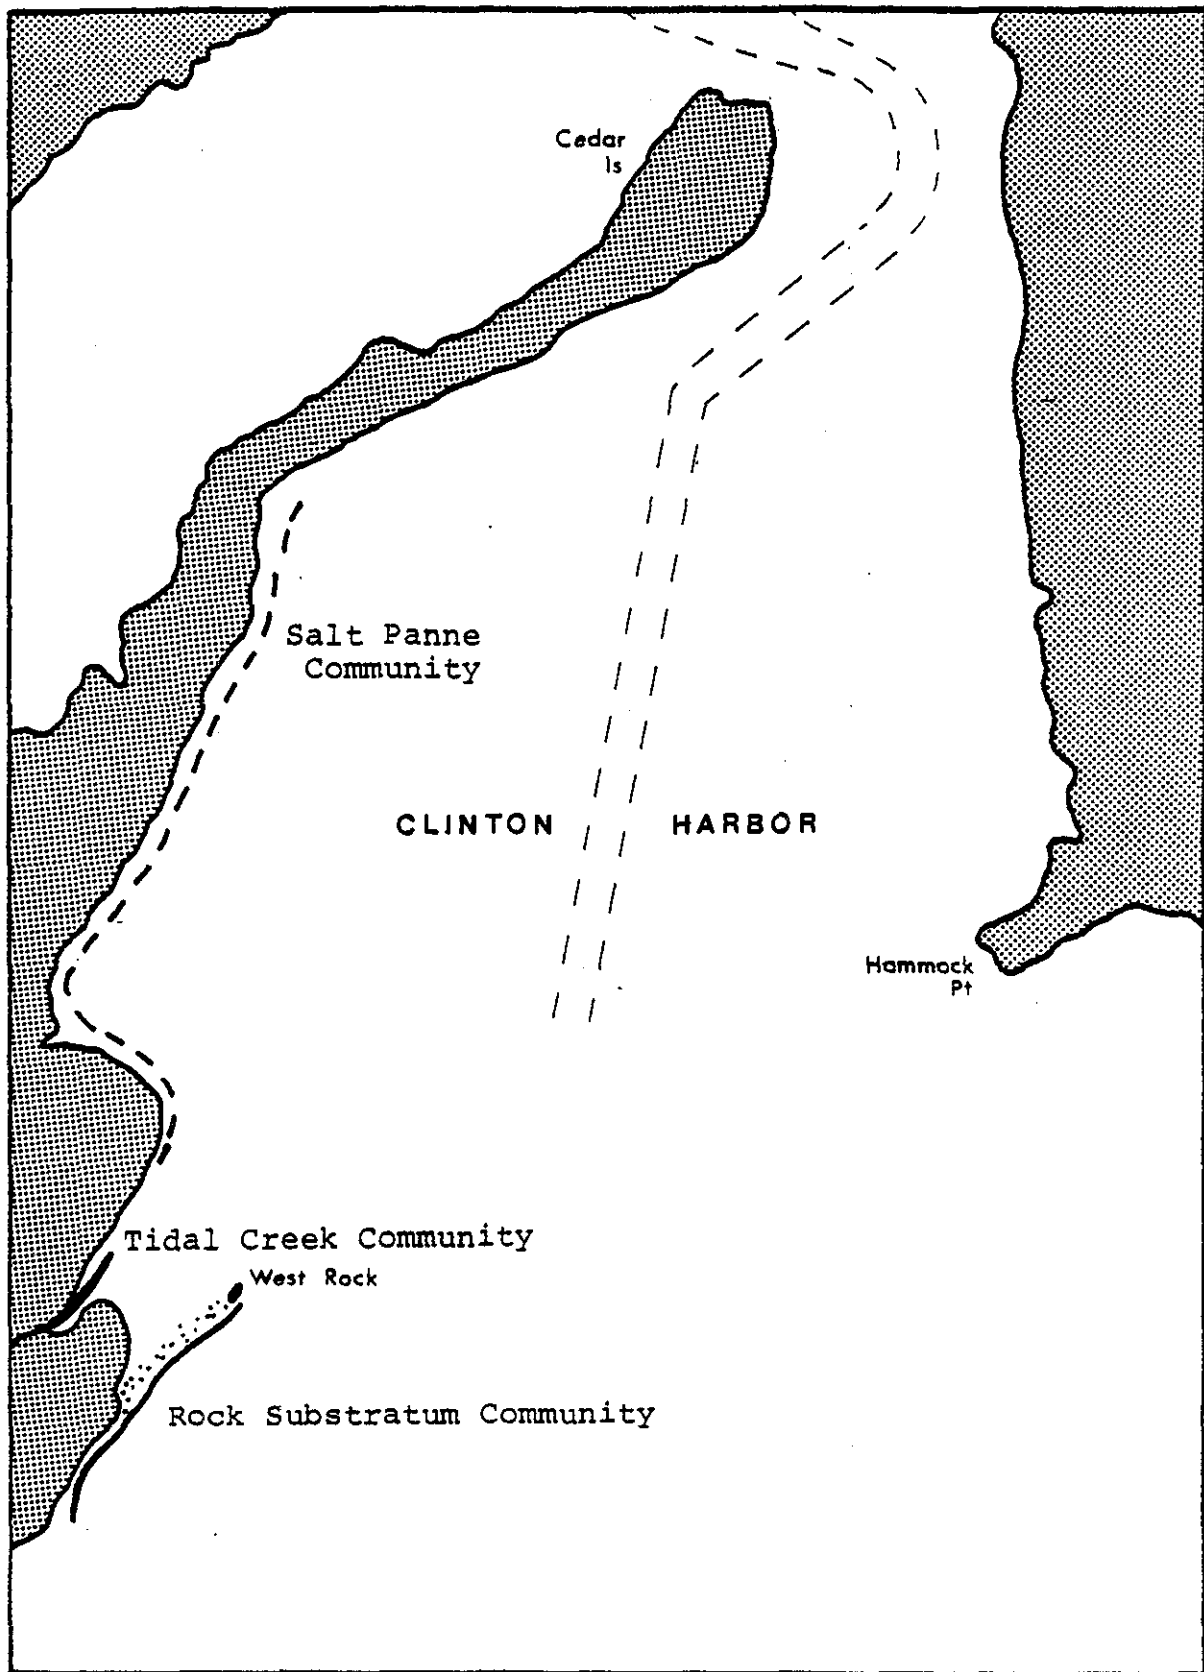 Cedar
Is
Salt Panne
Community
CLINTON HARBOR
Hammock
Pt
Tidal Creek Community
West Rock
Rock Substratum Community